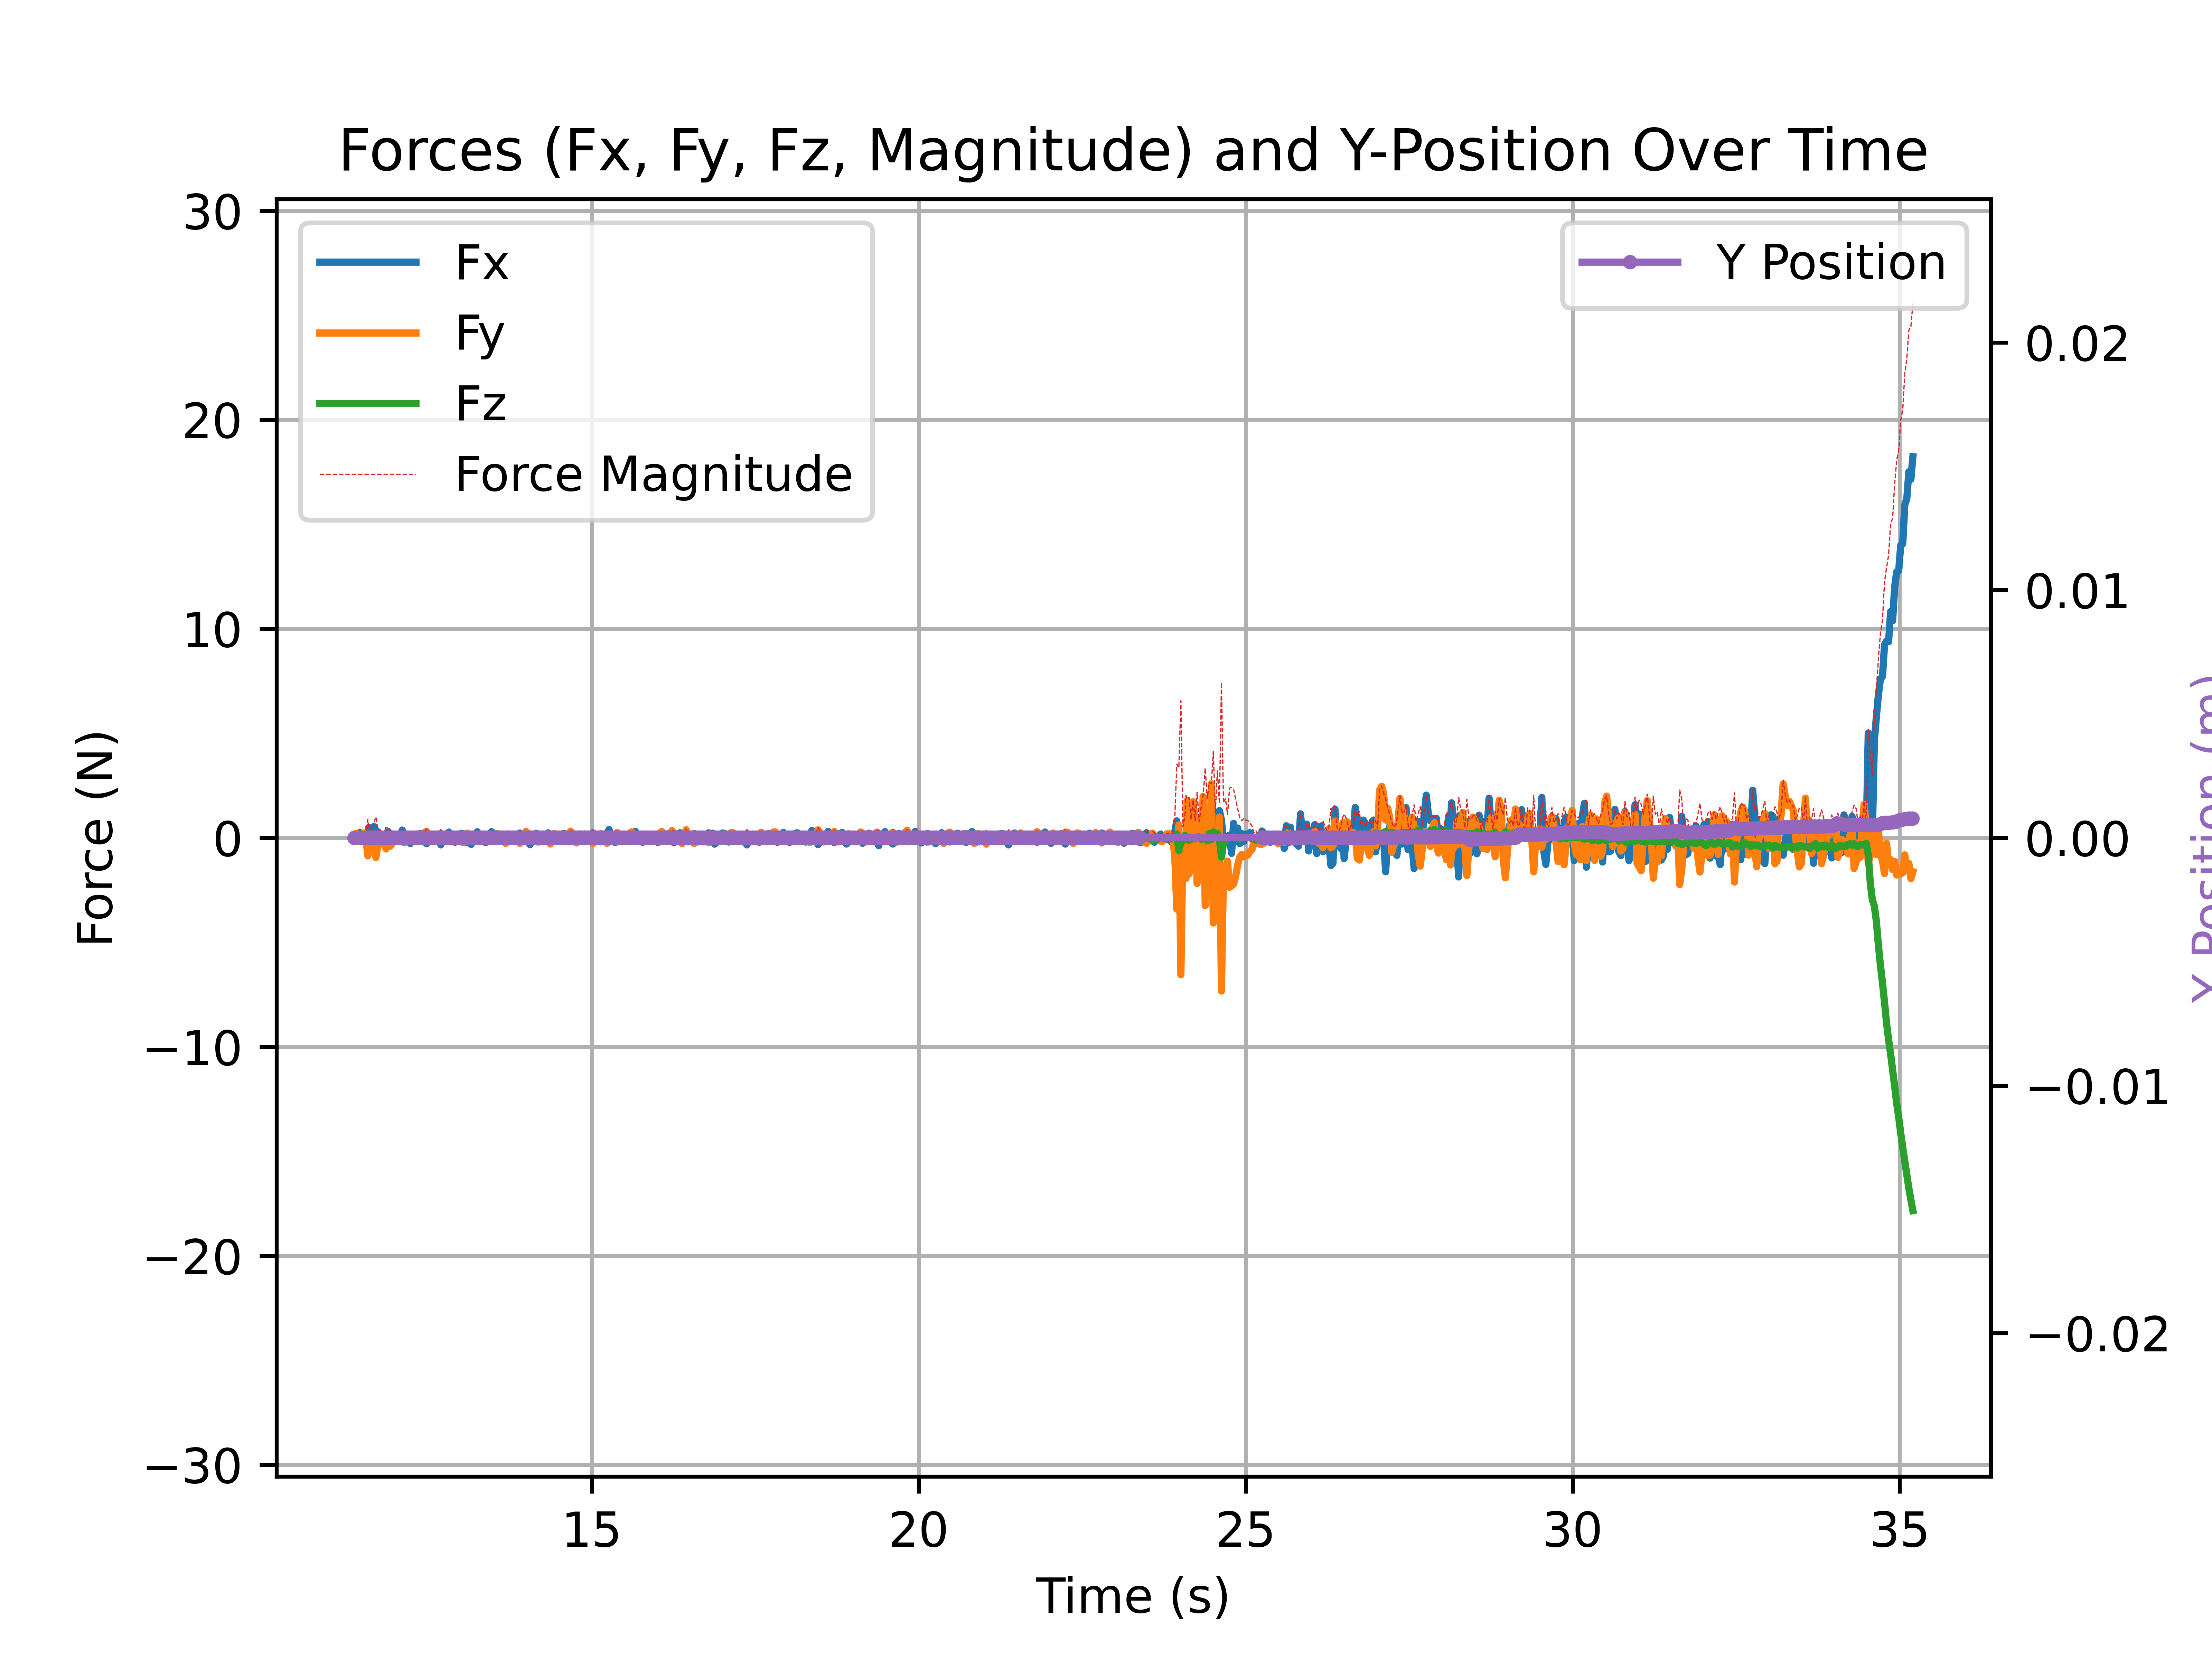 Forces (Fx, Fy, Fz, Magnitude) and Y-Position Over Time
Fx
Fy
Fz
Force Magnitude
Y Position
30
20
10
0
−10
−20
−30
Force (N)
0.02
0.01
0.00
−0.01
−0.02
Y Position (m)
15
20
25
30
35
Time (s)